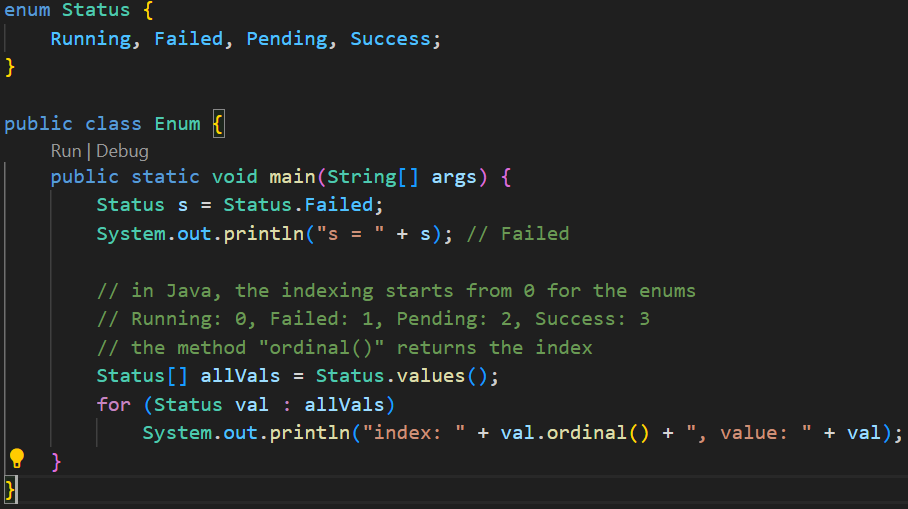 enum Status {
    Running, Failed, Pending, Success;
}
public class Enum {
    Run | Debug
    public static void main(String[] args) {
        Status s = Status.Failed;
        System.out.println("s = " + s); // Failed
        // in Java, the indexing starts from 0 for the enums
        // Running: 0, Failed: 1, Pending: 2, Success: 3
        // the method "ordinal()" returns the index
        Status[] allVals = Status.values();
        for (Status val : allVals)
            System.out.println("index: " + val.ordinal() + ", value: " + val);
    }
}